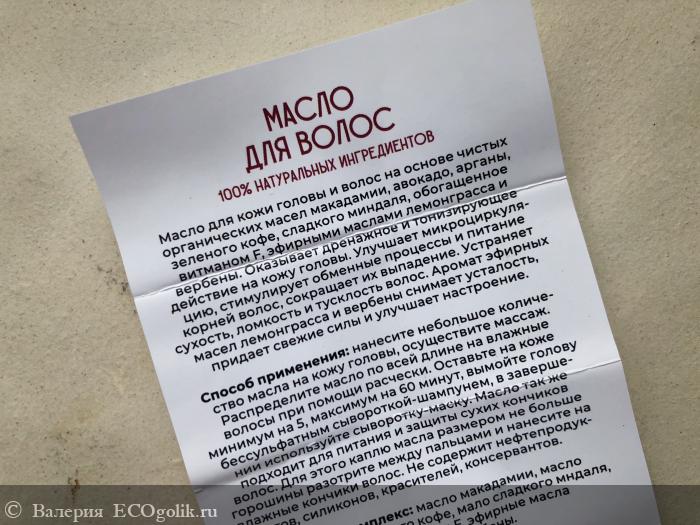 МАСЛО
ДЛЯ ВОЛОС
100% НАТУРАЛЬНЫХ ИНГРЕДИЕНТОВ
Масло для кожи головы и волос на основе чистых
органических масел макадамии, авокадо, арганы,
зеленого кофе, сладкого миндаля, обогащенное
витманом F, эфирными маслами лемонграсса и
вербены. Оказывает дренажное и тонизирующее
действие на кожу головы. Улучшает микроциркуля-
цию, стимулирует обменные процессы и питание
корней волос, сокращает их выпадение. Устраняет
сухость, ломкость и тусклость волос. Аромат эфирных
масел лемонграсса и вербены снимает усталость,
придает свежие силы и улучшает настроение.
Способ применения: нанесите небольшое количе-
ство масла на кожу головы, осуществите массаж.
Распределите масло по всей длине на влажные
волосы при помощи расчески. Оставьте на коже
минимум на 5, максимум на 60 минут, вымойте голову
бессульфатным сывороткой-шампунем, в заверше-
нии используйте сыворотку-маску. Масло так же
подходит для питания и защиты сухих кончиков
волос. Для этого каплю масла размером не больше
горошины разотрите между пальцами и нанесите на
влажные кончики волос. Не содержит нефтепродук-
тов, силиконов, красителей, консервантов.
масло макадамии, масло
кофе, мало сладкого мндаля,
F, эфирные масла
© Валерия ECOgolik.ru